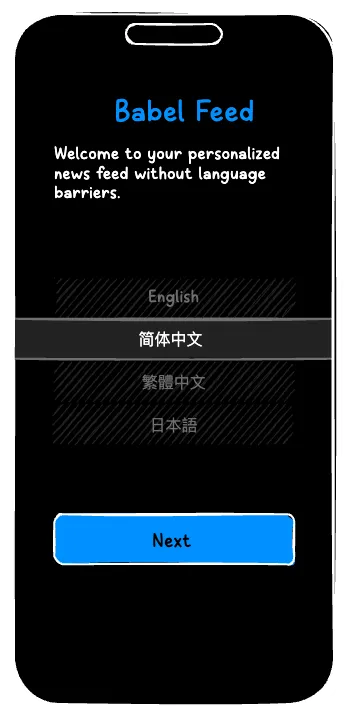 Babel Feed
Welcome to your personalized
news feed without language
barriers.
English
简体中文
繁體中文
日本語
Next